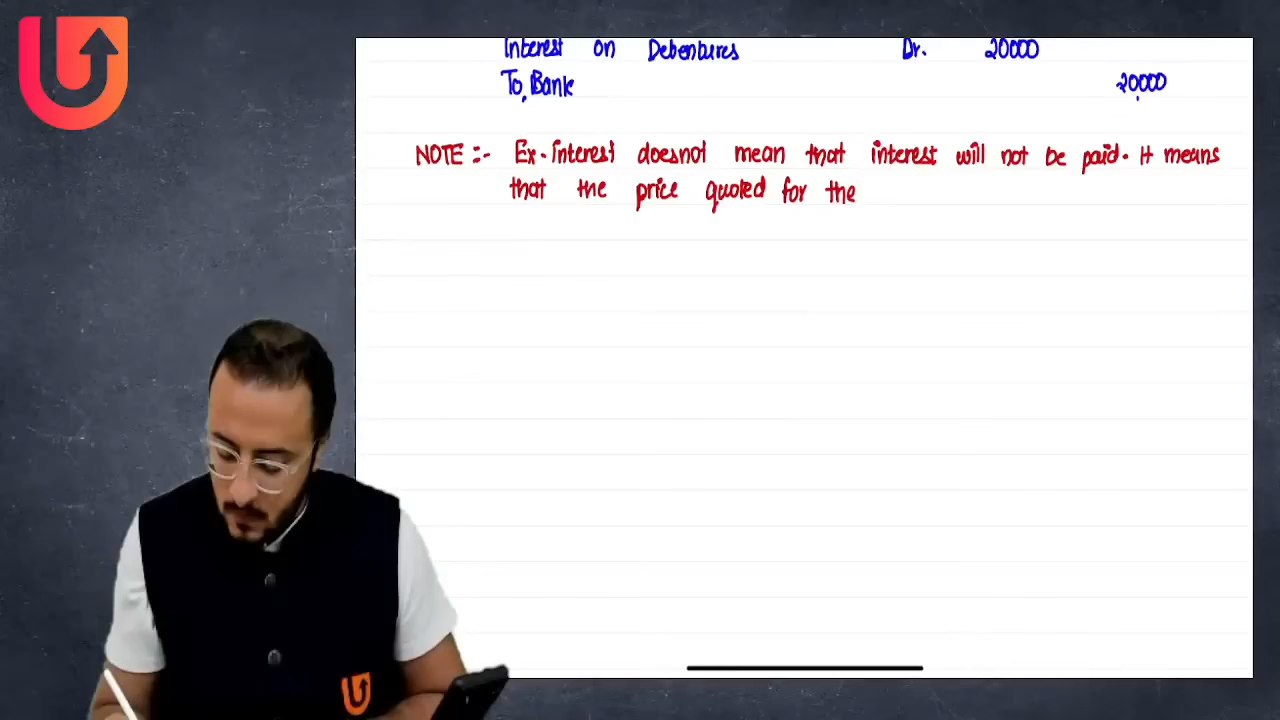 Interest on Debentures Dr. 20000
To Bank 20000
NOTE :- Ex-Interest doesnot mean that interest will not be paid. It means
that the price quoted for the